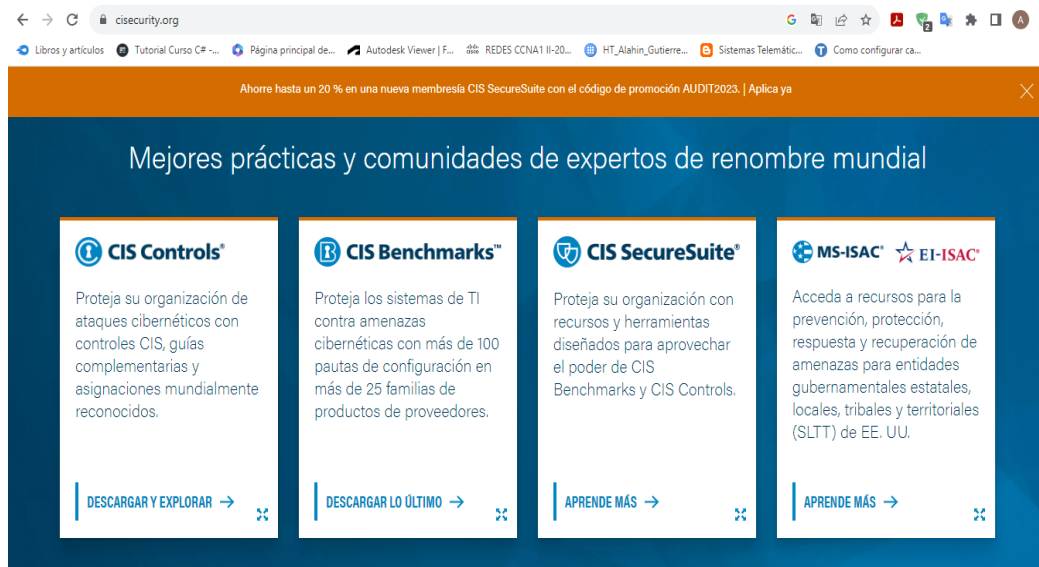 cisecurity.org
G
2
A
Libros y artículos
Tutorial Curso C# -...
Página principal de...
Autodesk Viewer | F...
REDES CCNA1 II-20...
HT_Alahin_Gutierre...
Sistemas Telemátic...
Como configurar ca...
Ahorre hasta un 20 % en una nueva membresía CIS SecureSuite con el código de promoción AUDIT2023. | Aplica ya
Mejores prácticas y comunidades de expertos de renombre mundial
CIS Controls®
Proteja su organización de
ataques cibernéticos con
controles CIS, guías
complementarias y
asignaciones mundialmente
reconocidos.
DESCARGAR Y EXPLORAR →
CIS Benchmarks™
Proteja los sistemas de TI
contra amenazas
cibernéticas con más de 100
pautas de configuración en
más de 25 familias de
productos de proveedores.
DESCARGAR LO ÚLTIMO →
CIS SecureSuite®
Proteja su organización con
recursos y herramientas
diseñados para aprovechar
el poder de CIS
Benchmarks y CIS Controls.
APRENDE MÁS →
MS-ISAC® EI-ISAC®
Acceda a recursos para la
prevención, protección,
respuesta y recuperación de
amenazas para entidades
gubernamentales estatales,
locales, tribales y territoriales
(SLTT) de EE. UU.
APRENDE MÁS →